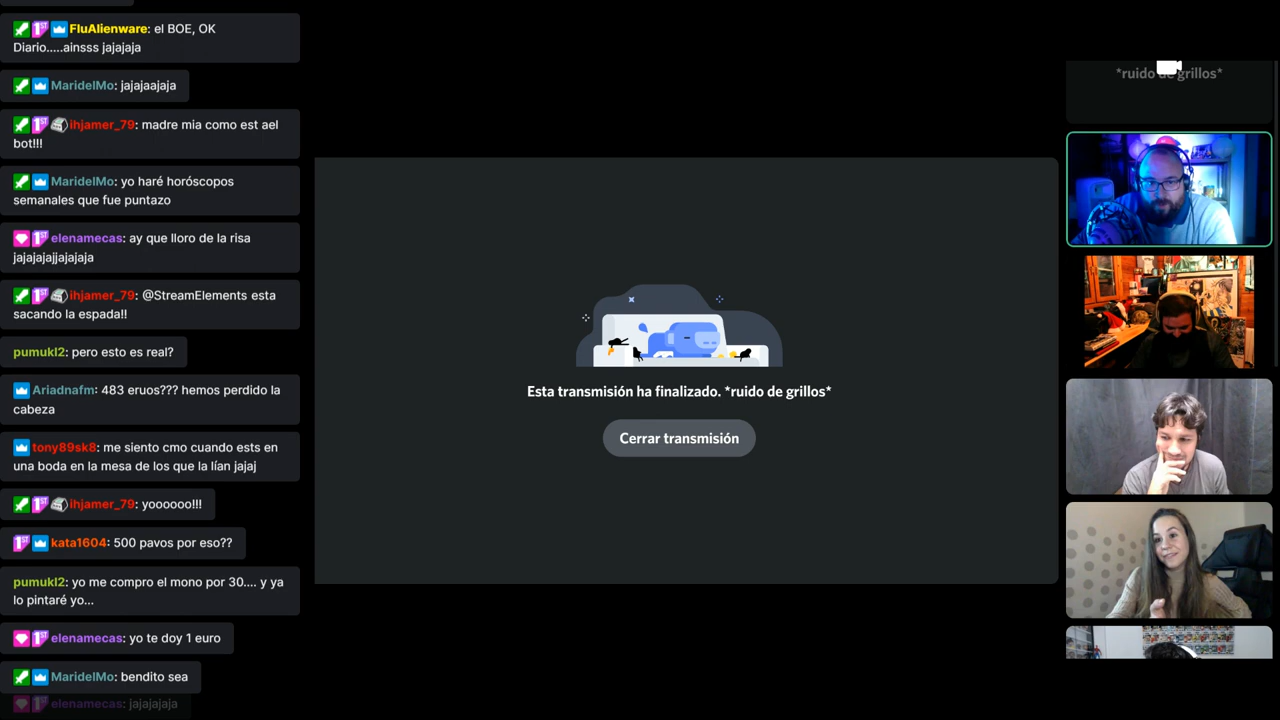 FluAlienware: el BOE, OK
Diario.....ainsss jajajaja
MaridelMo: jajajaajaja
ihjamer_79: madre mia como est ael
bot!!!
MaridelMo: yo haré horóscopos
semanales que fue puntazo
elenamecas: ay que lloro de la risa
jajajajajjajajaja
ihjamer_79: @StreamElements esta
sacando la espada!!
pumukl2: pero esto es real?
Ariadnafm: 483 eruos??? hemos perdido la
cabeza
tony89sk8: me siento cmo cuando ests en
una boda en la mesa de los que la lían jajaj
ihjamer_79: yoooooo!!!
kata1604: 500 pavos por eso??
pumukl2: yo me compro el mono por 30.... y ya
lo pintaré yo...
elenamecas: yo te doy 1 euro
MaridelMo: bendito sea
elenamecas: jajajajaja
Esta transmisión ha finalizado. *ruido de grillos*
Cerrar transmisión
*ruido de grillos*